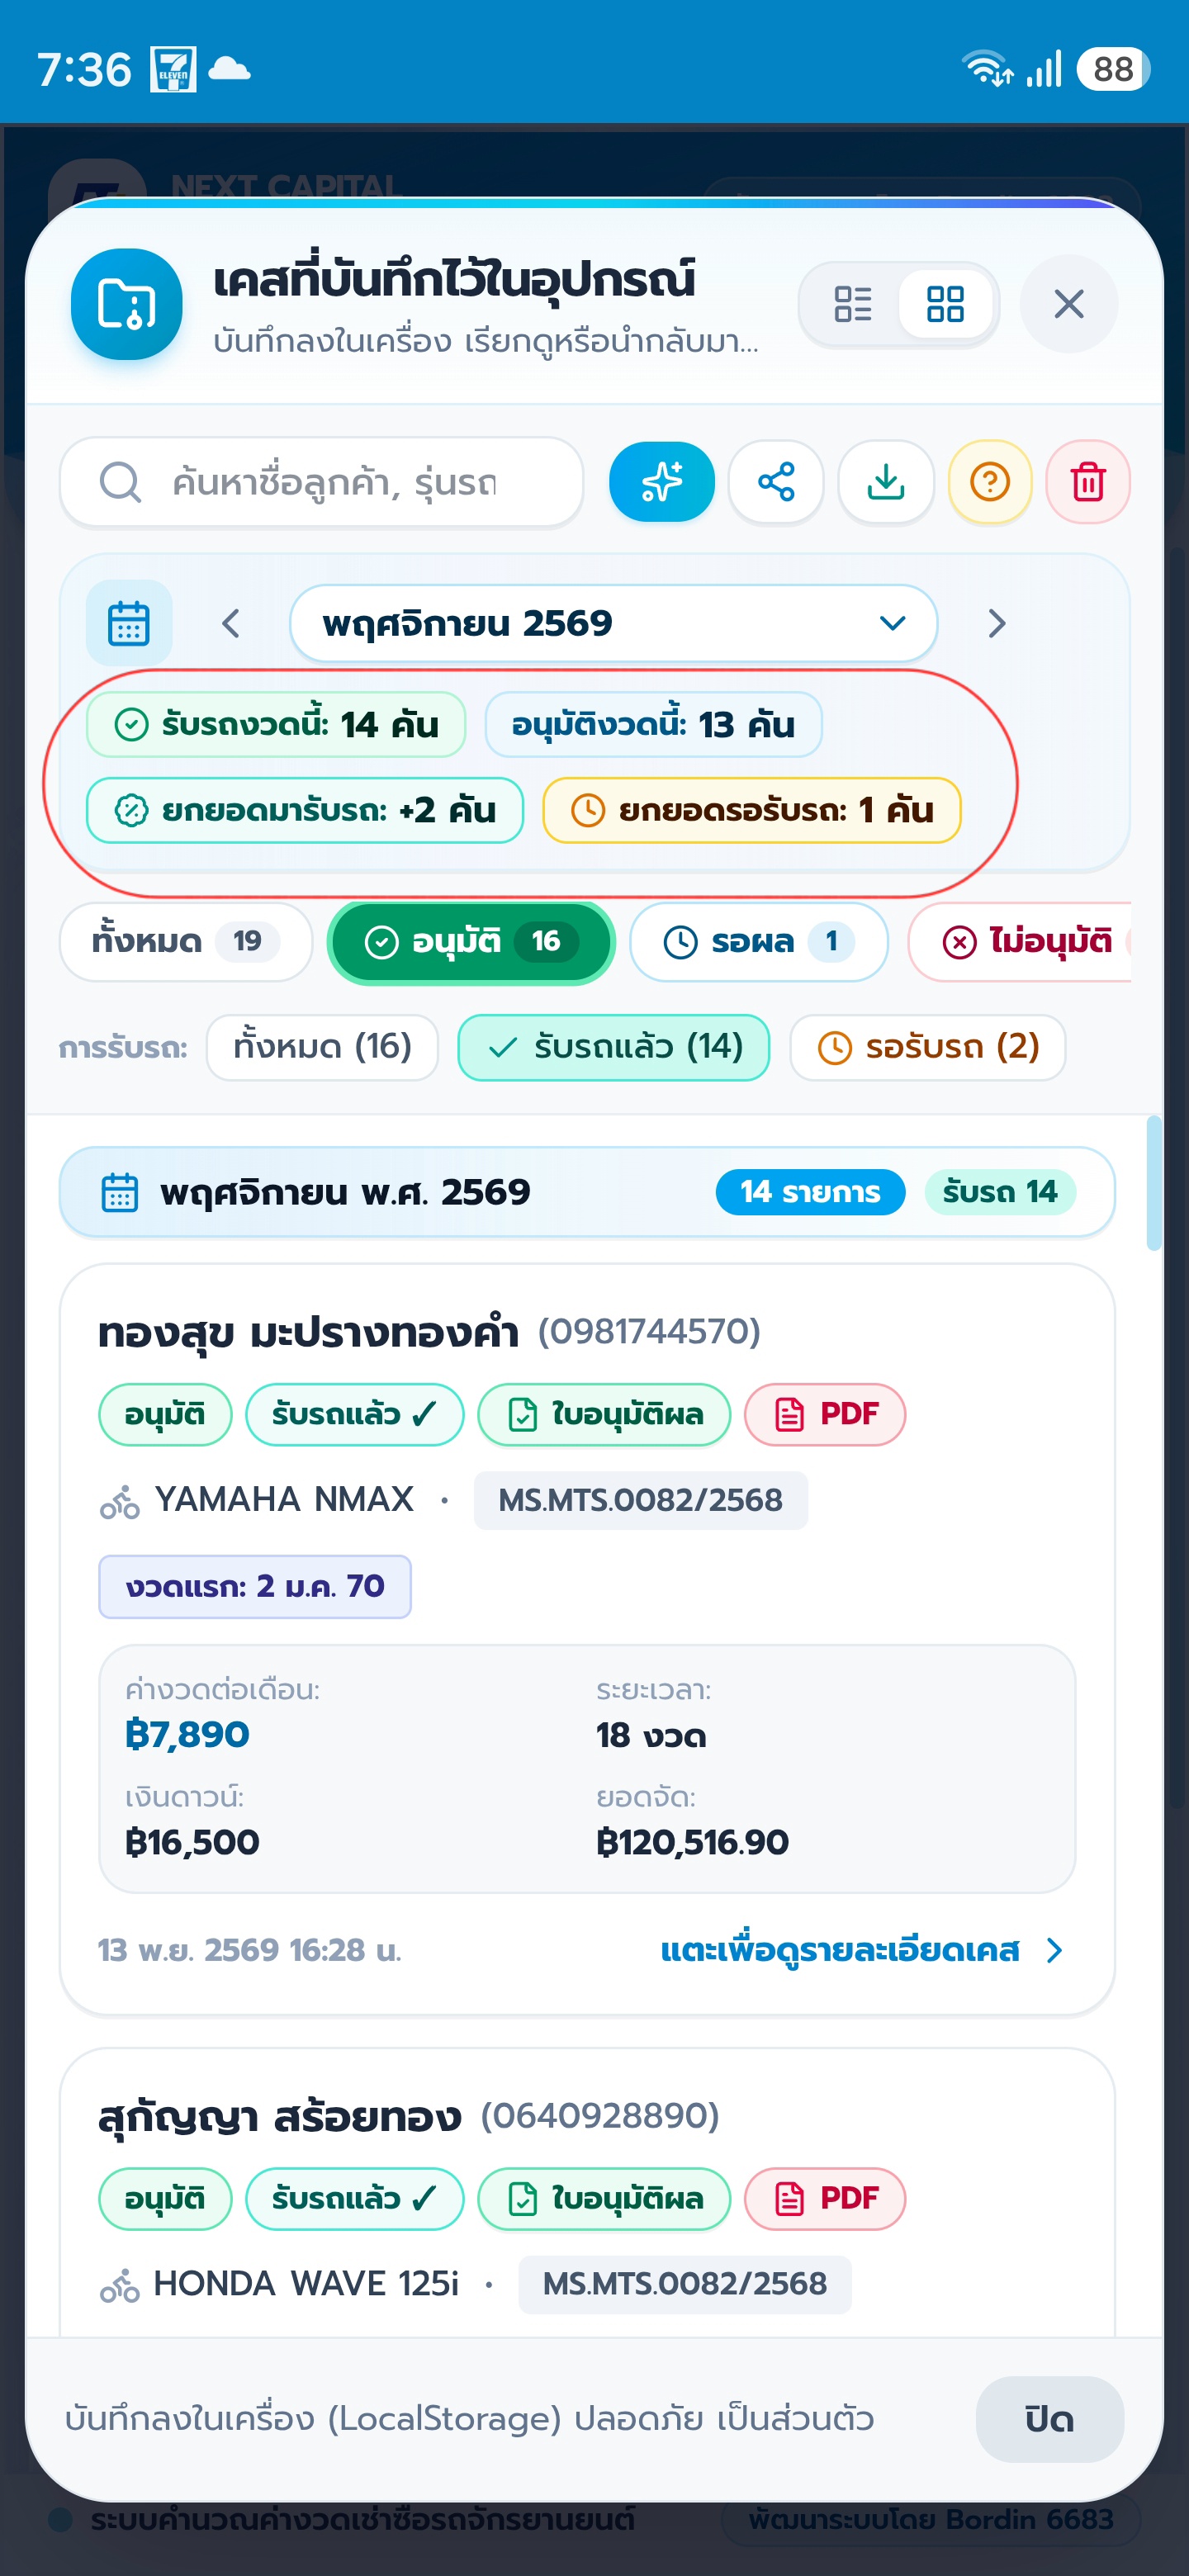 7:36
7
ELEVEN
88
NEXT CAPITAL
เคสที่บันทึกไว้ในอุปกรณ์
บันทึกลงในเครื่อง เรียกดูหรือนำกลับมา...
ค้นหาชื่อลูกค้า, รุ่นรถ
พฤศจิกายน 2569
รับรถงวดนี้: 14 คัน
อนุมัติงวดนี้: 13 คัน
ยกยอดมารับรถ: +2 คัน
ยกยอดรอรับรถ: 1 คัน
ทั้งหมด 19
อนุมัติ 16
รอผล 1
ไม่อนุมัติ
การรับรถ:
ทั้งหมด (16)
รับรถแล้ว (14)
รอรับรถ (2)
พฤศจิกายน พ.ศ. 2569
14 รายการ
รับรถ 14
ทองสุข มะปรางทองคำ (0981744570)
อนุมัติ
รับรถแล้ว ✓
ใบอนุมัติผล
PDF
YAMAHA NMAX • MS.MTS.0082/2568
งวดแรก: 2 ม.ค. 70
ค่างวดต่อเดือน:
ระยะเวลา:
฿7,890
18 งวด
เงินดาวน์:
ยอดจัด:
฿16,500
฿120,516.90
13 พ.ย. 2569 16:28 น.
แตะเพื่อดูรายละเอียดเคส
สุกัญญา สร้อยทอง (0640928890)
อนุมัติ
รับรถแล้ว ✓
ใบอนุมัติผล
PDF
HONDA WAVE 125i • MS.MTS.0082/2568
บันทึกลงในเครื่อง (LocalStorage) ปลอดภัย เป็นส่วนตัว
ปิด
ระบบคำนวณค่างวดเช่าซื้อรถจักรยานยนต์
พัฒนาระบบโดย Bordin 6683